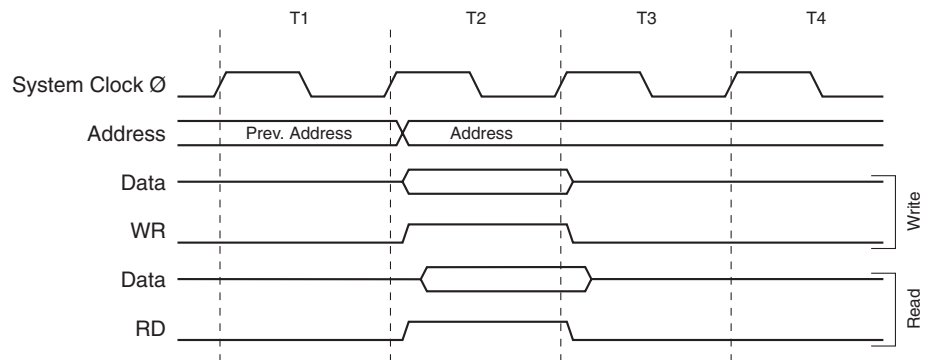 T1 T2 T3 T4
System Clock Ø
Address Prev. Address Address
Data
WR
Write
Data
RD
Read